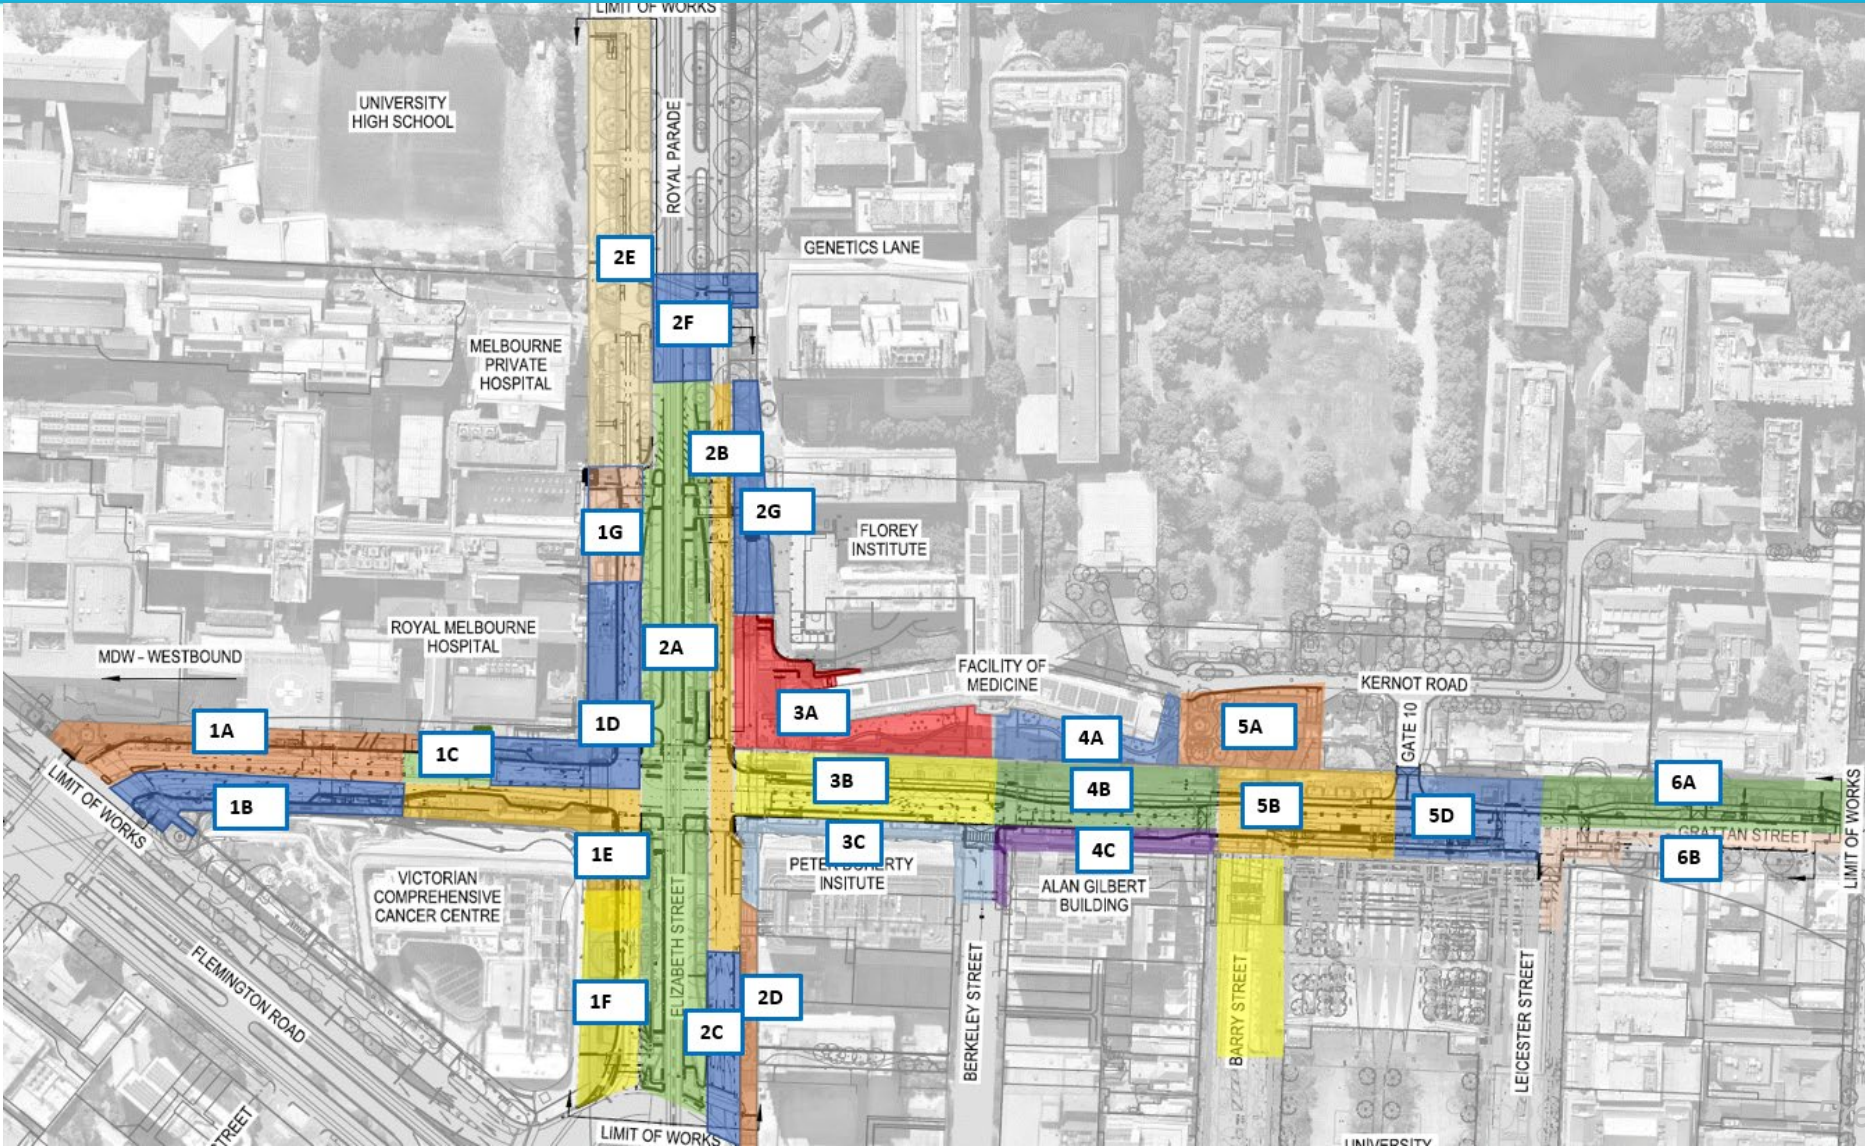 LIMIT OF WORKS
UNIVERSITY
HIGH SCHOOL
ROYAL PARADE
2E
GENETICS LANE
2F
MELBOURNE
PRIVATE
HOSPITAL
2B
2G
1G
FLOREY
INSTITUTE
ROYAL MELBOURNE
HOSPITAL
2A
MDW - WESTBOUND
FACILITY OF
MEDICINE
KERNOT ROAD
1A
1C
1D
3A
4A
5A
GATE 10
LIMIT OF WORKS
1B
3B
4B
5B
5D
6A
GRATTAN STREET
LIMIT OF WORKS
1E
3C
4C
6B
PETER DOHERTY
INSITUTE
VICTORIAN
COMPREHENSIVE
CANCER CENTRE
ALAN GILBERT
BUILDING
ELIZABETH STREET
FLEMINGTON ROAD
1F
2D
2C
BERKELEY STREET
BARRY STREET
LEICESTER STREET
STREET
LIMIT OF WORKS
UNIVERSITY